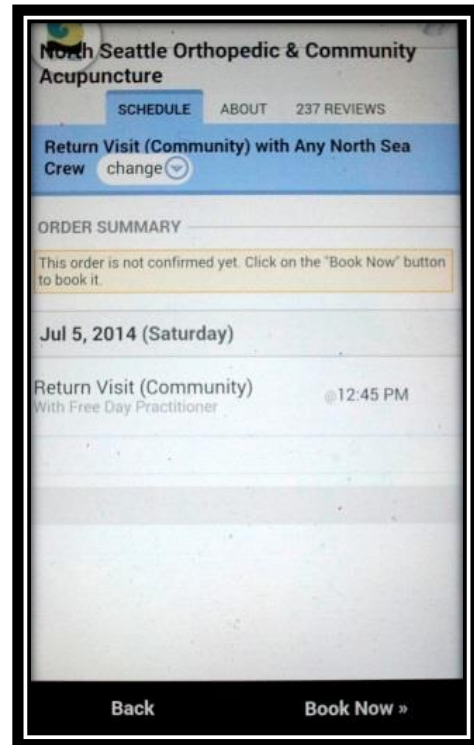 North Seattle Orthopedic & Community
Acupuncture
SCHEDULE ABOUT 237 REVIEWS
Return Visit (Community) with Any North Sea
Crew change
ORDER SUMMARY
This order is not confirmed yet. Click on the "Book Now" button
to book it.
Jul 5, 2014 (Saturday)
Return Visit (Community) @12:45 PM
With Free Day Practitioner
Back Book Now »